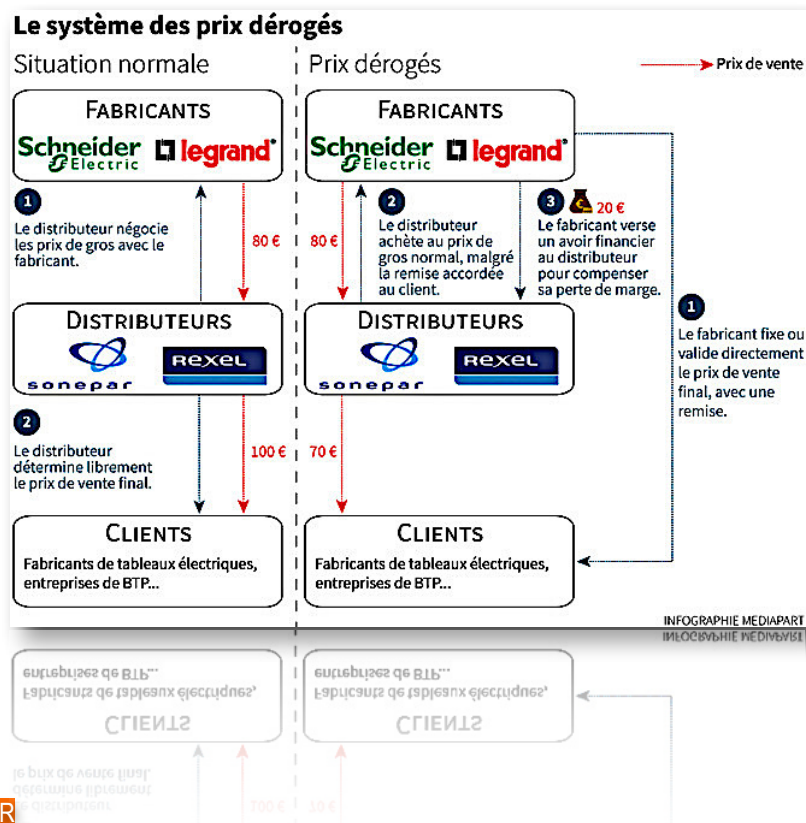 Le système des prix dérogés
Situation normale
Prix dérogés
Prix de vente
FABRICANTS
Schneider
Electric
legrand®
1
Le distributeur négocie
les prix de gros avec le
fabricant.
80 €
DISTRIBUTEURS
sonepar
REXEL
2
Le distributeur
détermine librement
le prix de vente final.
100 €
CLIENTS
Fabricants de tableaux électriques,
entreprises de BTP...
FABRICANTS
Schneider
Electric
legrand®
80 €
2
Le distributeur
achète au prix de
gros normal, malgré
la remise accordée
au client.
3
€
20 €
Le fabricant verse
un avoir financier
au distributeur
pour compenser
sa perte de marge.
1
Le fabricant fixe ou
valide directement
le prix de vente
final, avec une
remise.
DISTRIBUTEURS
sonepar
REXEL
70 €
CLIENTS
Fabricants de tableaux électriques,
entreprises de BTP...
INFOGRAPHIE MEDIAPART
R